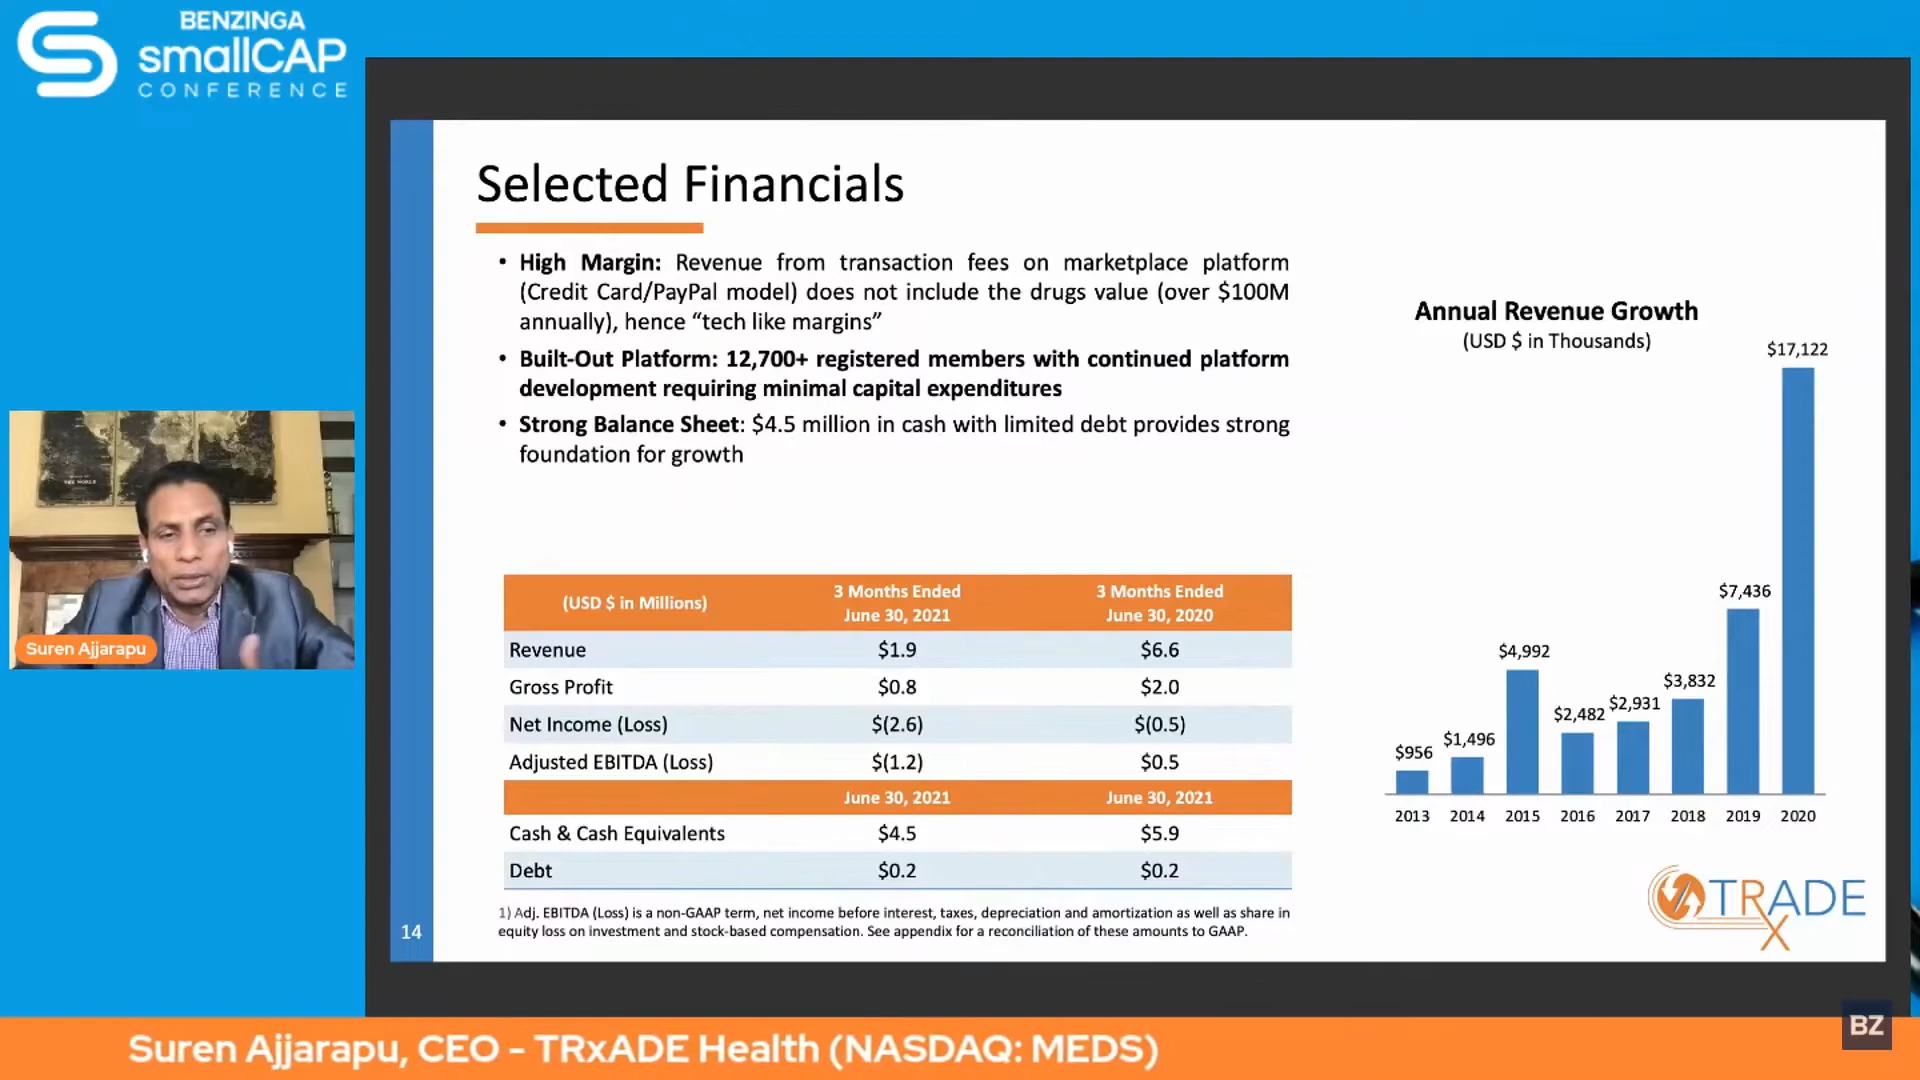 BENZINGA
smallCAP
CONFERENCE
Selected Financials
• High Margin: Revenue from transaction fees on marketplace platform
(Credit Card/PayPal model) does not include the drugs value (over $100M
annually), hence “tech like margins”
• Built-Out Platform: 12,700+ registered members with continued platform
development requiring minimal capital expenditures
• Strong Balance Sheet: $4.5 million in cash with limited debt provides strong
foundation for growth
(USD $ in Millions) 3 Months Ended June 30, 2021 3 Months Ended June 30, 2020
Revenue $1.9 $6.6
Gross Profit $0.8 $2.0
Net Income (Loss) $(2.6) $(0.5)
Adjusted EBITDA (Loss) $(1.2) $0.5
June 30, 2021 June 30, 2021
Cash & Cash Equivalents $4.5 $5.9
Debt $0.2 $0.2
1) Adj. EBITDA (Loss) is a non-GAAP term, net income before interest, taxes, depreciation and amortization as well as share in
equity loss on investment and stock-based compensation. See appendix for a reconciliation of these amounts to GAAP.
14
Annual Revenue Growth
(USD $ in Thousands)
$956 $1,496 $4,992 $2,482 $2,931 $3,832 $7,436 $17,122
2013 2014 2015 2016 2017 2018 2019 2020
TRXADE
Suren Ajjarapu
Suren Ajjarapu, CEO - TRxADE Health (NASDAQ: MEDS)
BZ